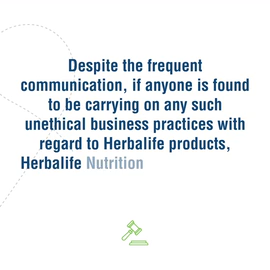 Despite the frequent
communication, if anyone is found
to be carrying on any such
unethical business practices with
regard to Herbalife products,
Herbalife Nutrition